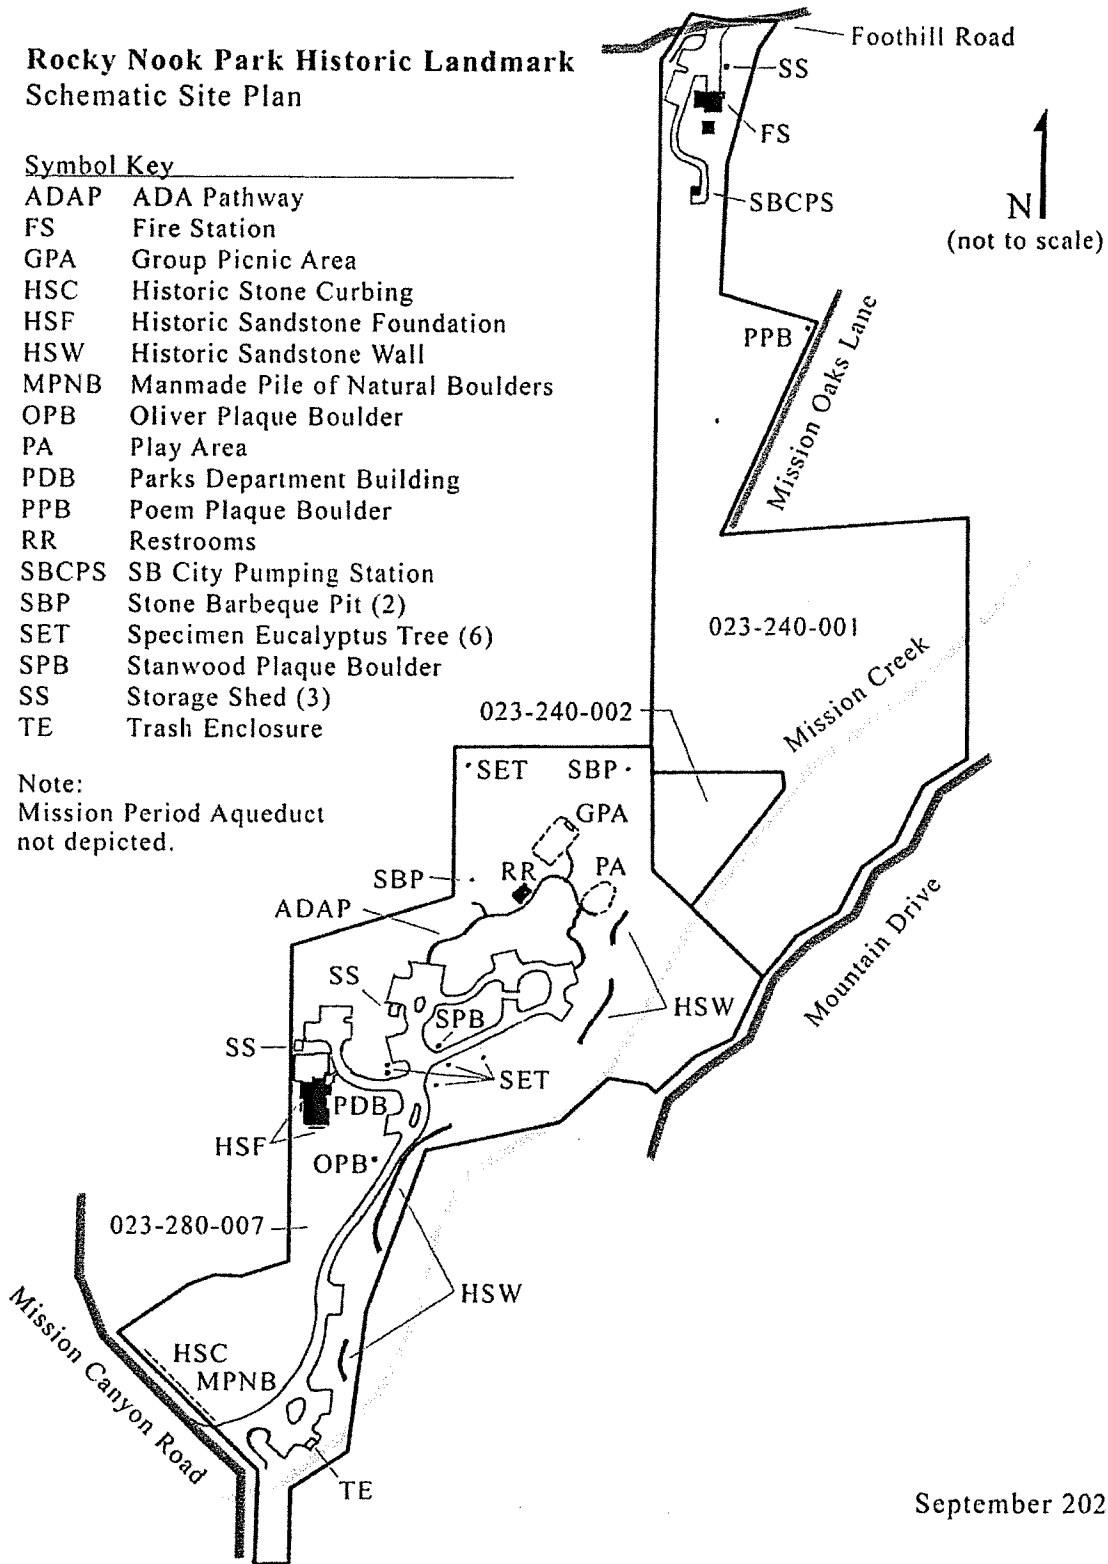 Rocky Nook Park Historic Landmark
Schematic Site Plan
Symbol Key
ADAP ADA Pathway
FS Fire Station
GPA Group Picnic Area
HSC Historic Stone Curbing
HSF Historic Sandstone Foundation
HSW Historic Sandstone Wall
MPNB Manmade Pile of Natural Boulders
OPB Oliver Plaque Boulder
PA Play Area
PDB Parks Department Building
PPB Poem Plaque Boulder
RR Restrooms
SBCPS SB City Pumping Station
SBP Stone Barbeque Pit (2)
SET Specimen Eucalyptus Tree (6)
SPB Stanwood Plaque Boulder
SS Storage Shed (3)
TE Trash Enclosure
Note:
Mission Period Aqueduct
not depicted.
Foothill Road
SS
FS
SBCPS
N
(not to scale)
PPB
Mission Oaks Lane
023-240-001
Mission Creek
023-240-002
SET
SBP
GPA
SBP
RR
PA
ADAP
Mountain Drive
SS
HSW
SPB
SS
SET
PDB
HSF
OPB
023-280-007
HSW
Mission Canyon Road
HSC
MPNB
TE
September 202